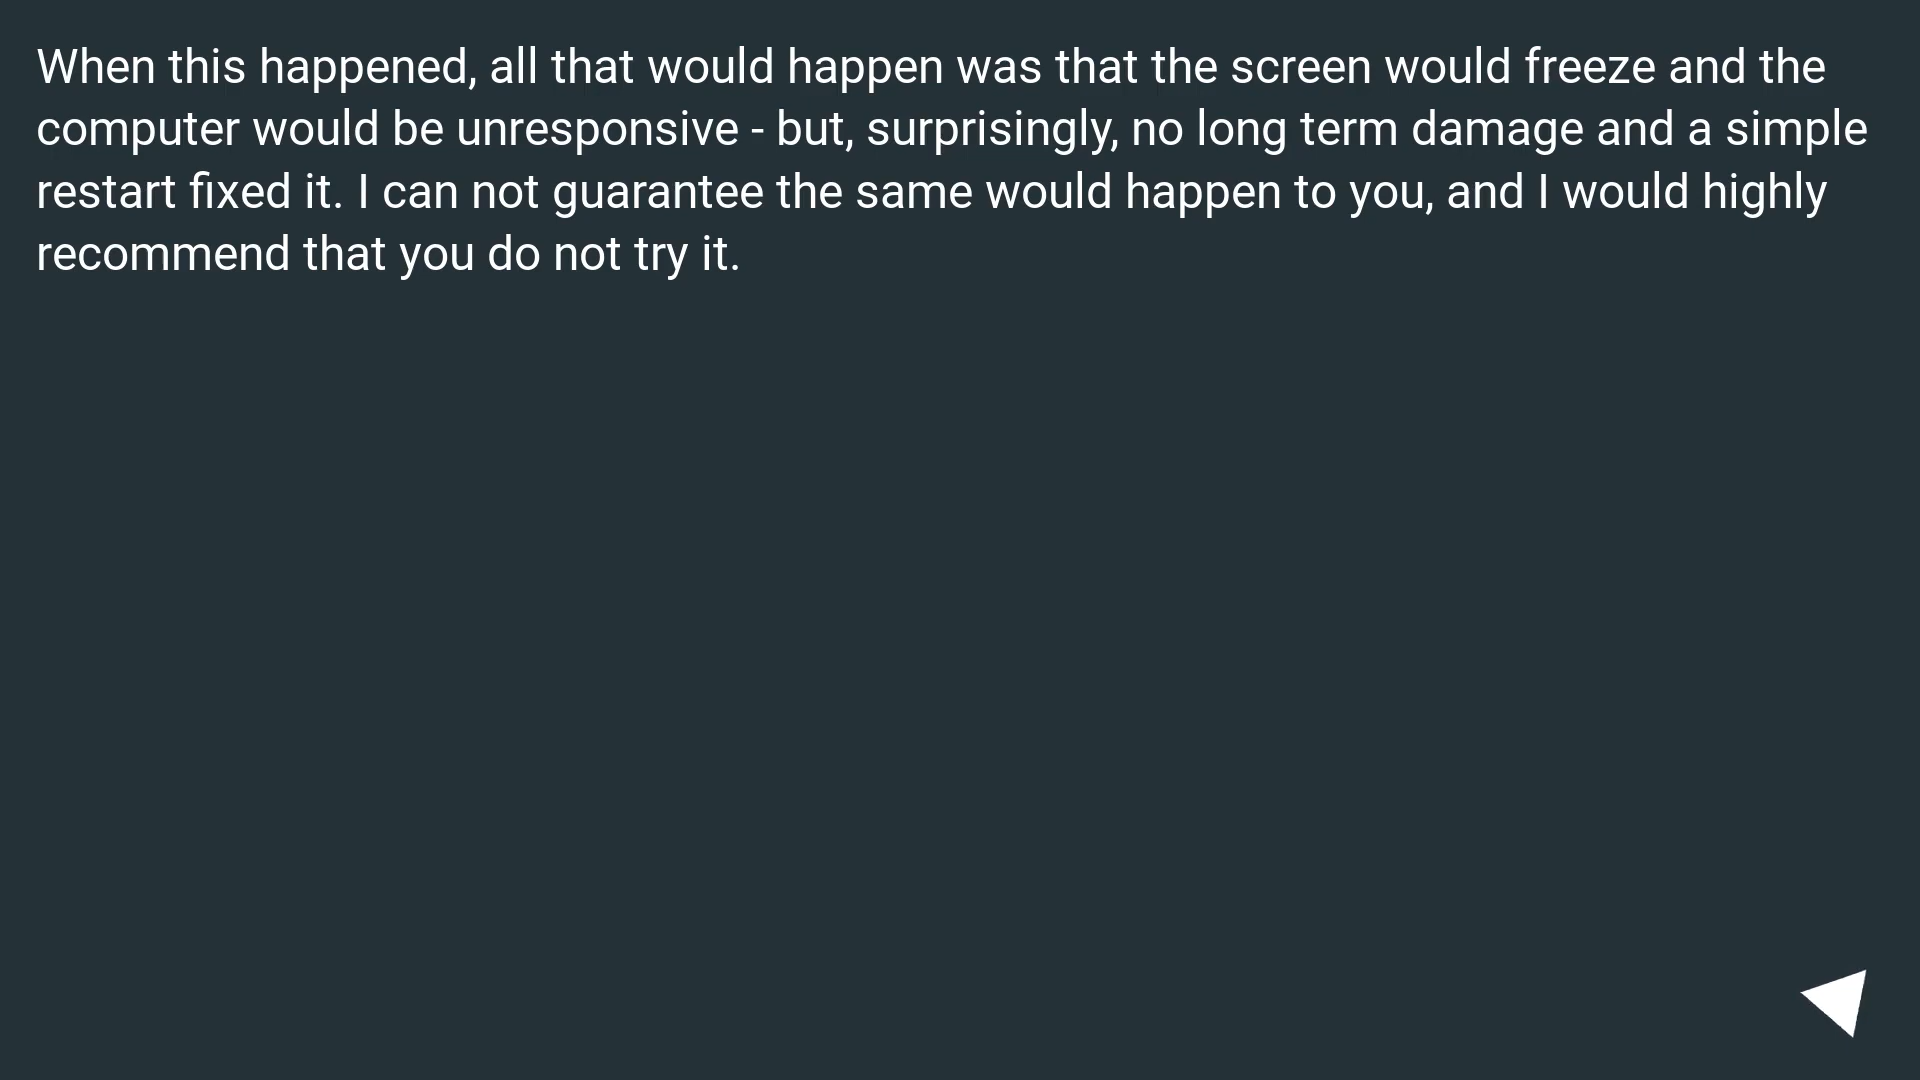 When this happened, all that would happen was that the screen would freeze and the
computer would be unresponsive - but, surprisingly, no long term damage and a simple
restart fixed it. I can not guarantee the same would happen to you, and I would highly
recommend that you do not try it.